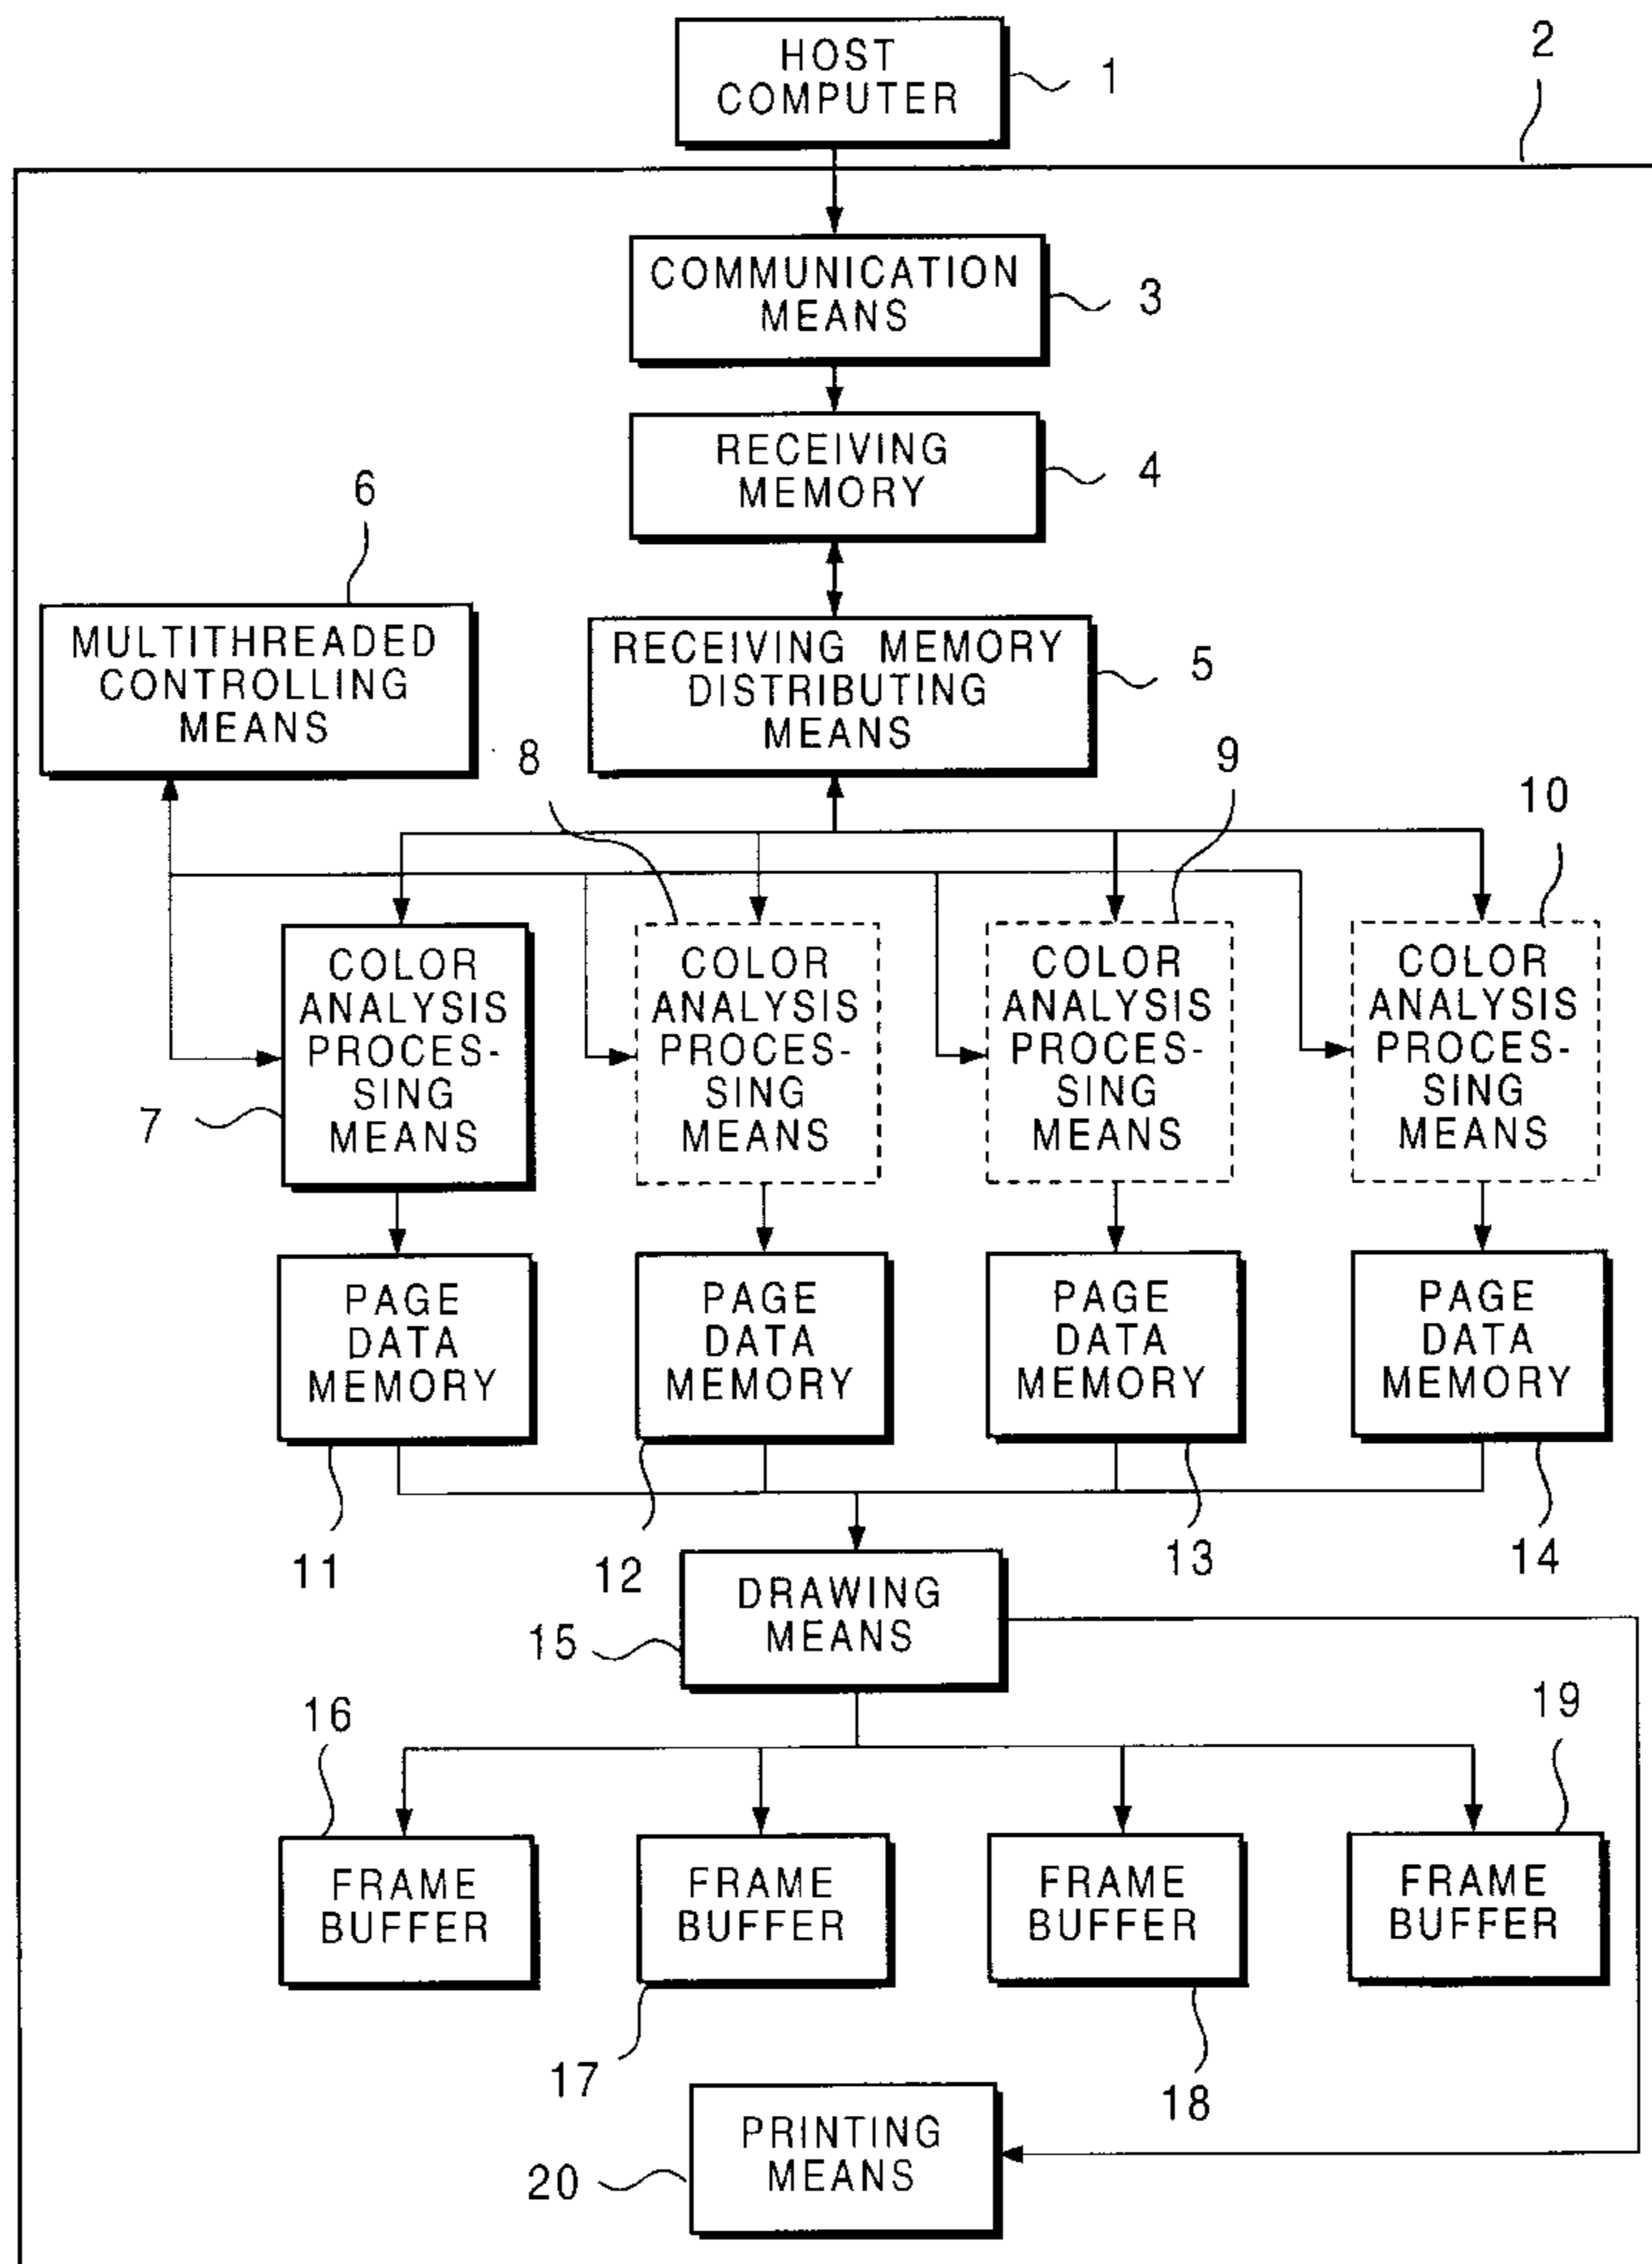 HOST
COMPUTER
1
2
COMMUNICATION
MEANS
3
RECEIVING
MEMORY
4
6
MULTITHREADED
CONTROLLING
MEANS
RECEIVING MEMORY
DISTRIBUTING
MEANS
5
8
9
10
COLOR
ANALYSIS
PROCES-
SING
MEANS
7
COLOR
ANALYSIS
PROCES-
SING
MEANS
COLOR
ANALYSIS
PROCES-
SING
MEANS
COLOR
ANALYSIS
PROCES-
SING
MEANS
PAGE
DATA
MEMORY
PAGE
DATA
MEMORY
PAGE
DATA
MEMORY
PAGE
DATA
MEMORY
11
12
13
14
DRAWING
MEANS
15
16
19
FRAME
BUFFER
FRAME
BUFFER
FRAME
BUFFER
FRAME
BUFFER
17
18
PRINTING
MEANS
20